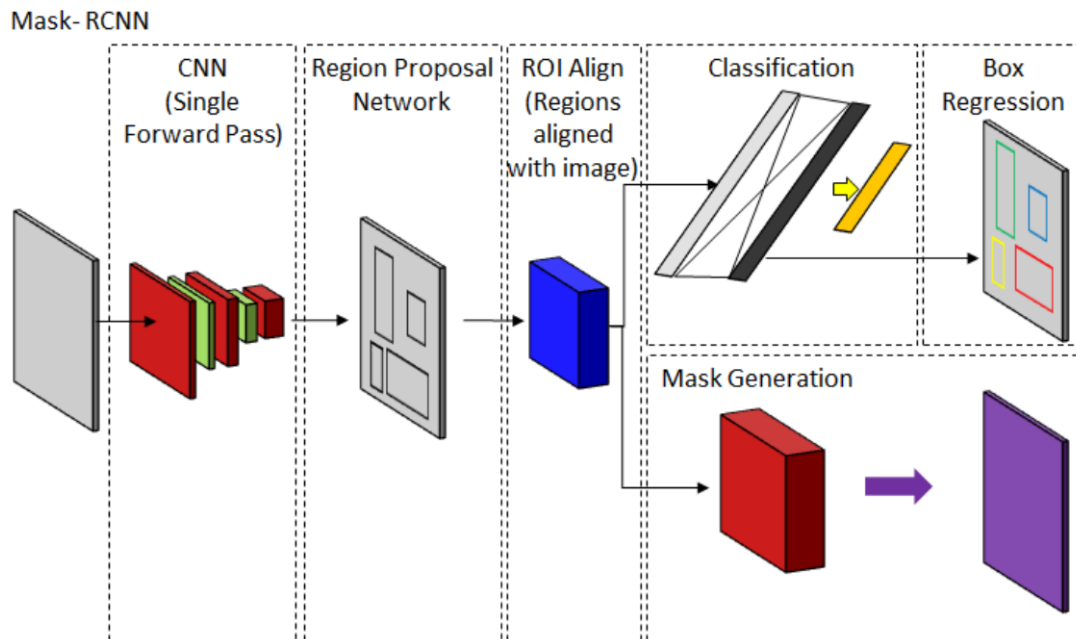 Mask- RCNN
CNN
(Single
Forward Pass)
Region Proposal
Network
ROI Align
(Regions
aligned
with image)
Classification
Box
Regression
Mask Generation